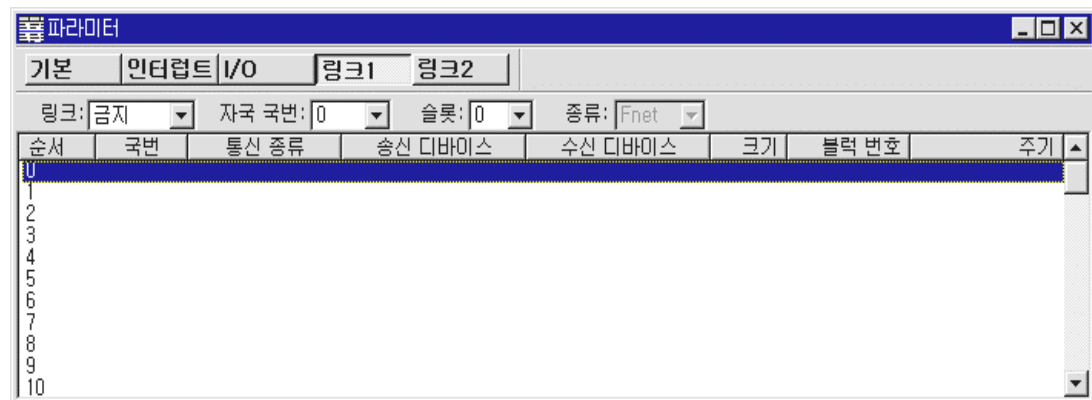 파라미터
기본 인터럽트 I/O 링크1 링크2
링크: 금지 자국 국번: 0 슬롯: 0 종류: Fnet
순서 국번 통신 종류 송신 디바이스 수신 디바이스 크기 블럭 번호 주기
0
1
2
3
4
5
6
7
8
9
10